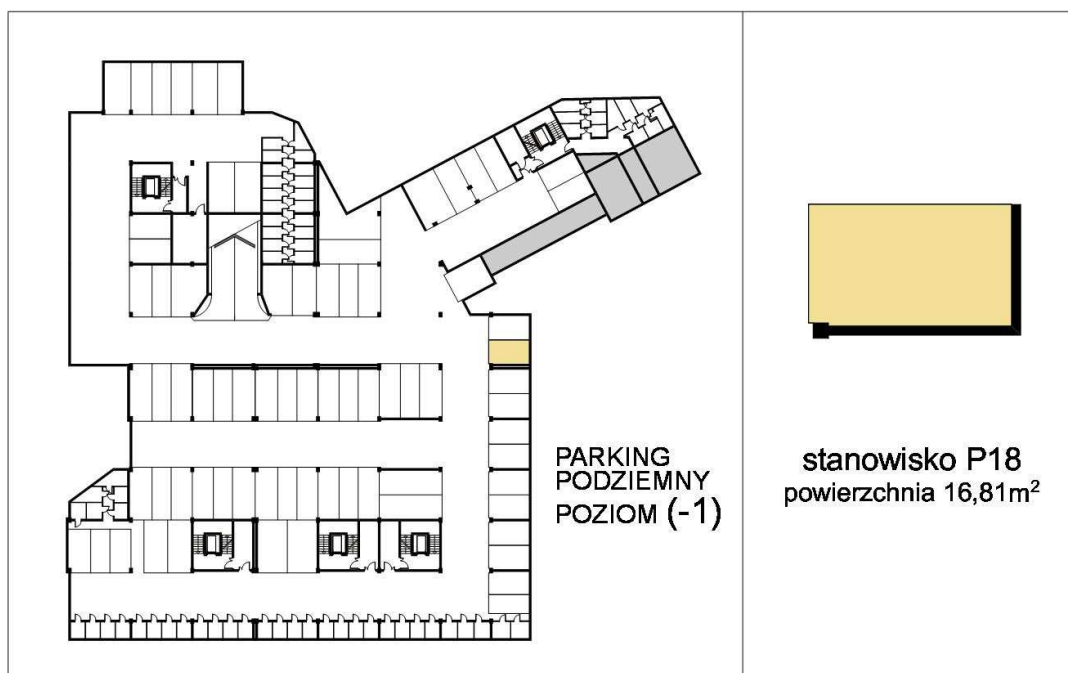 PARKING
PODZIEMNY
POZIOM (-1)
stanowisko P18
powierzchnia 16,81m²